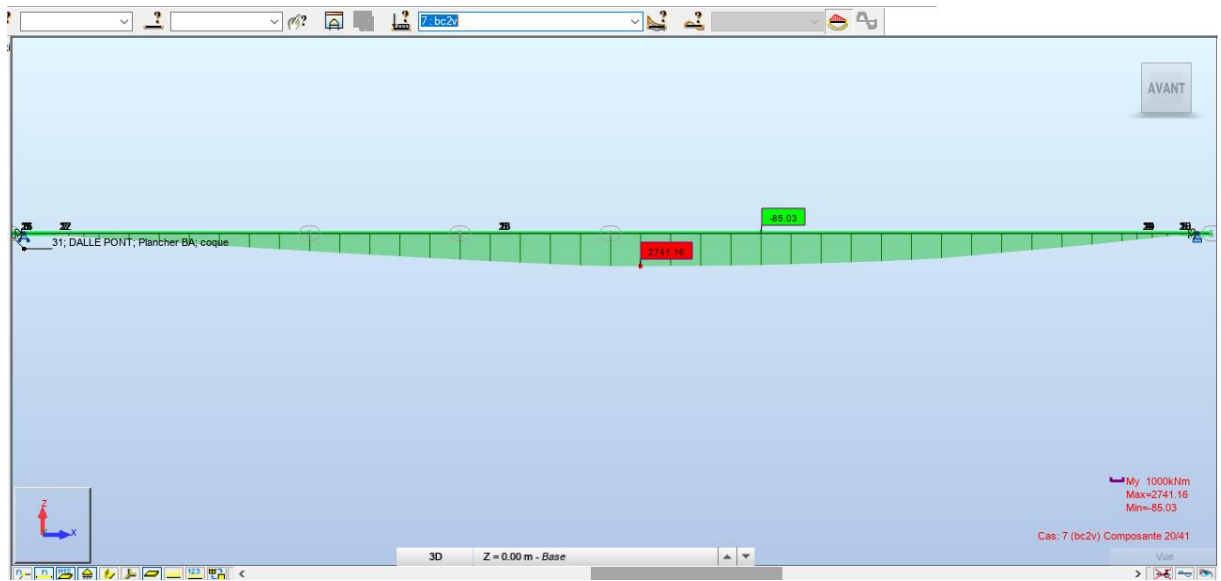 7 : bc2v
AVANT
-85.03
31; DALLE PONT; Plancher BA; coque
2741.16
My 1000kNm
Max=2741.16
Min=-85.03
Cas: 7 (bc2v) Composante 20/41
Z
X
3D
Z = 0.00 m - Base
Vue